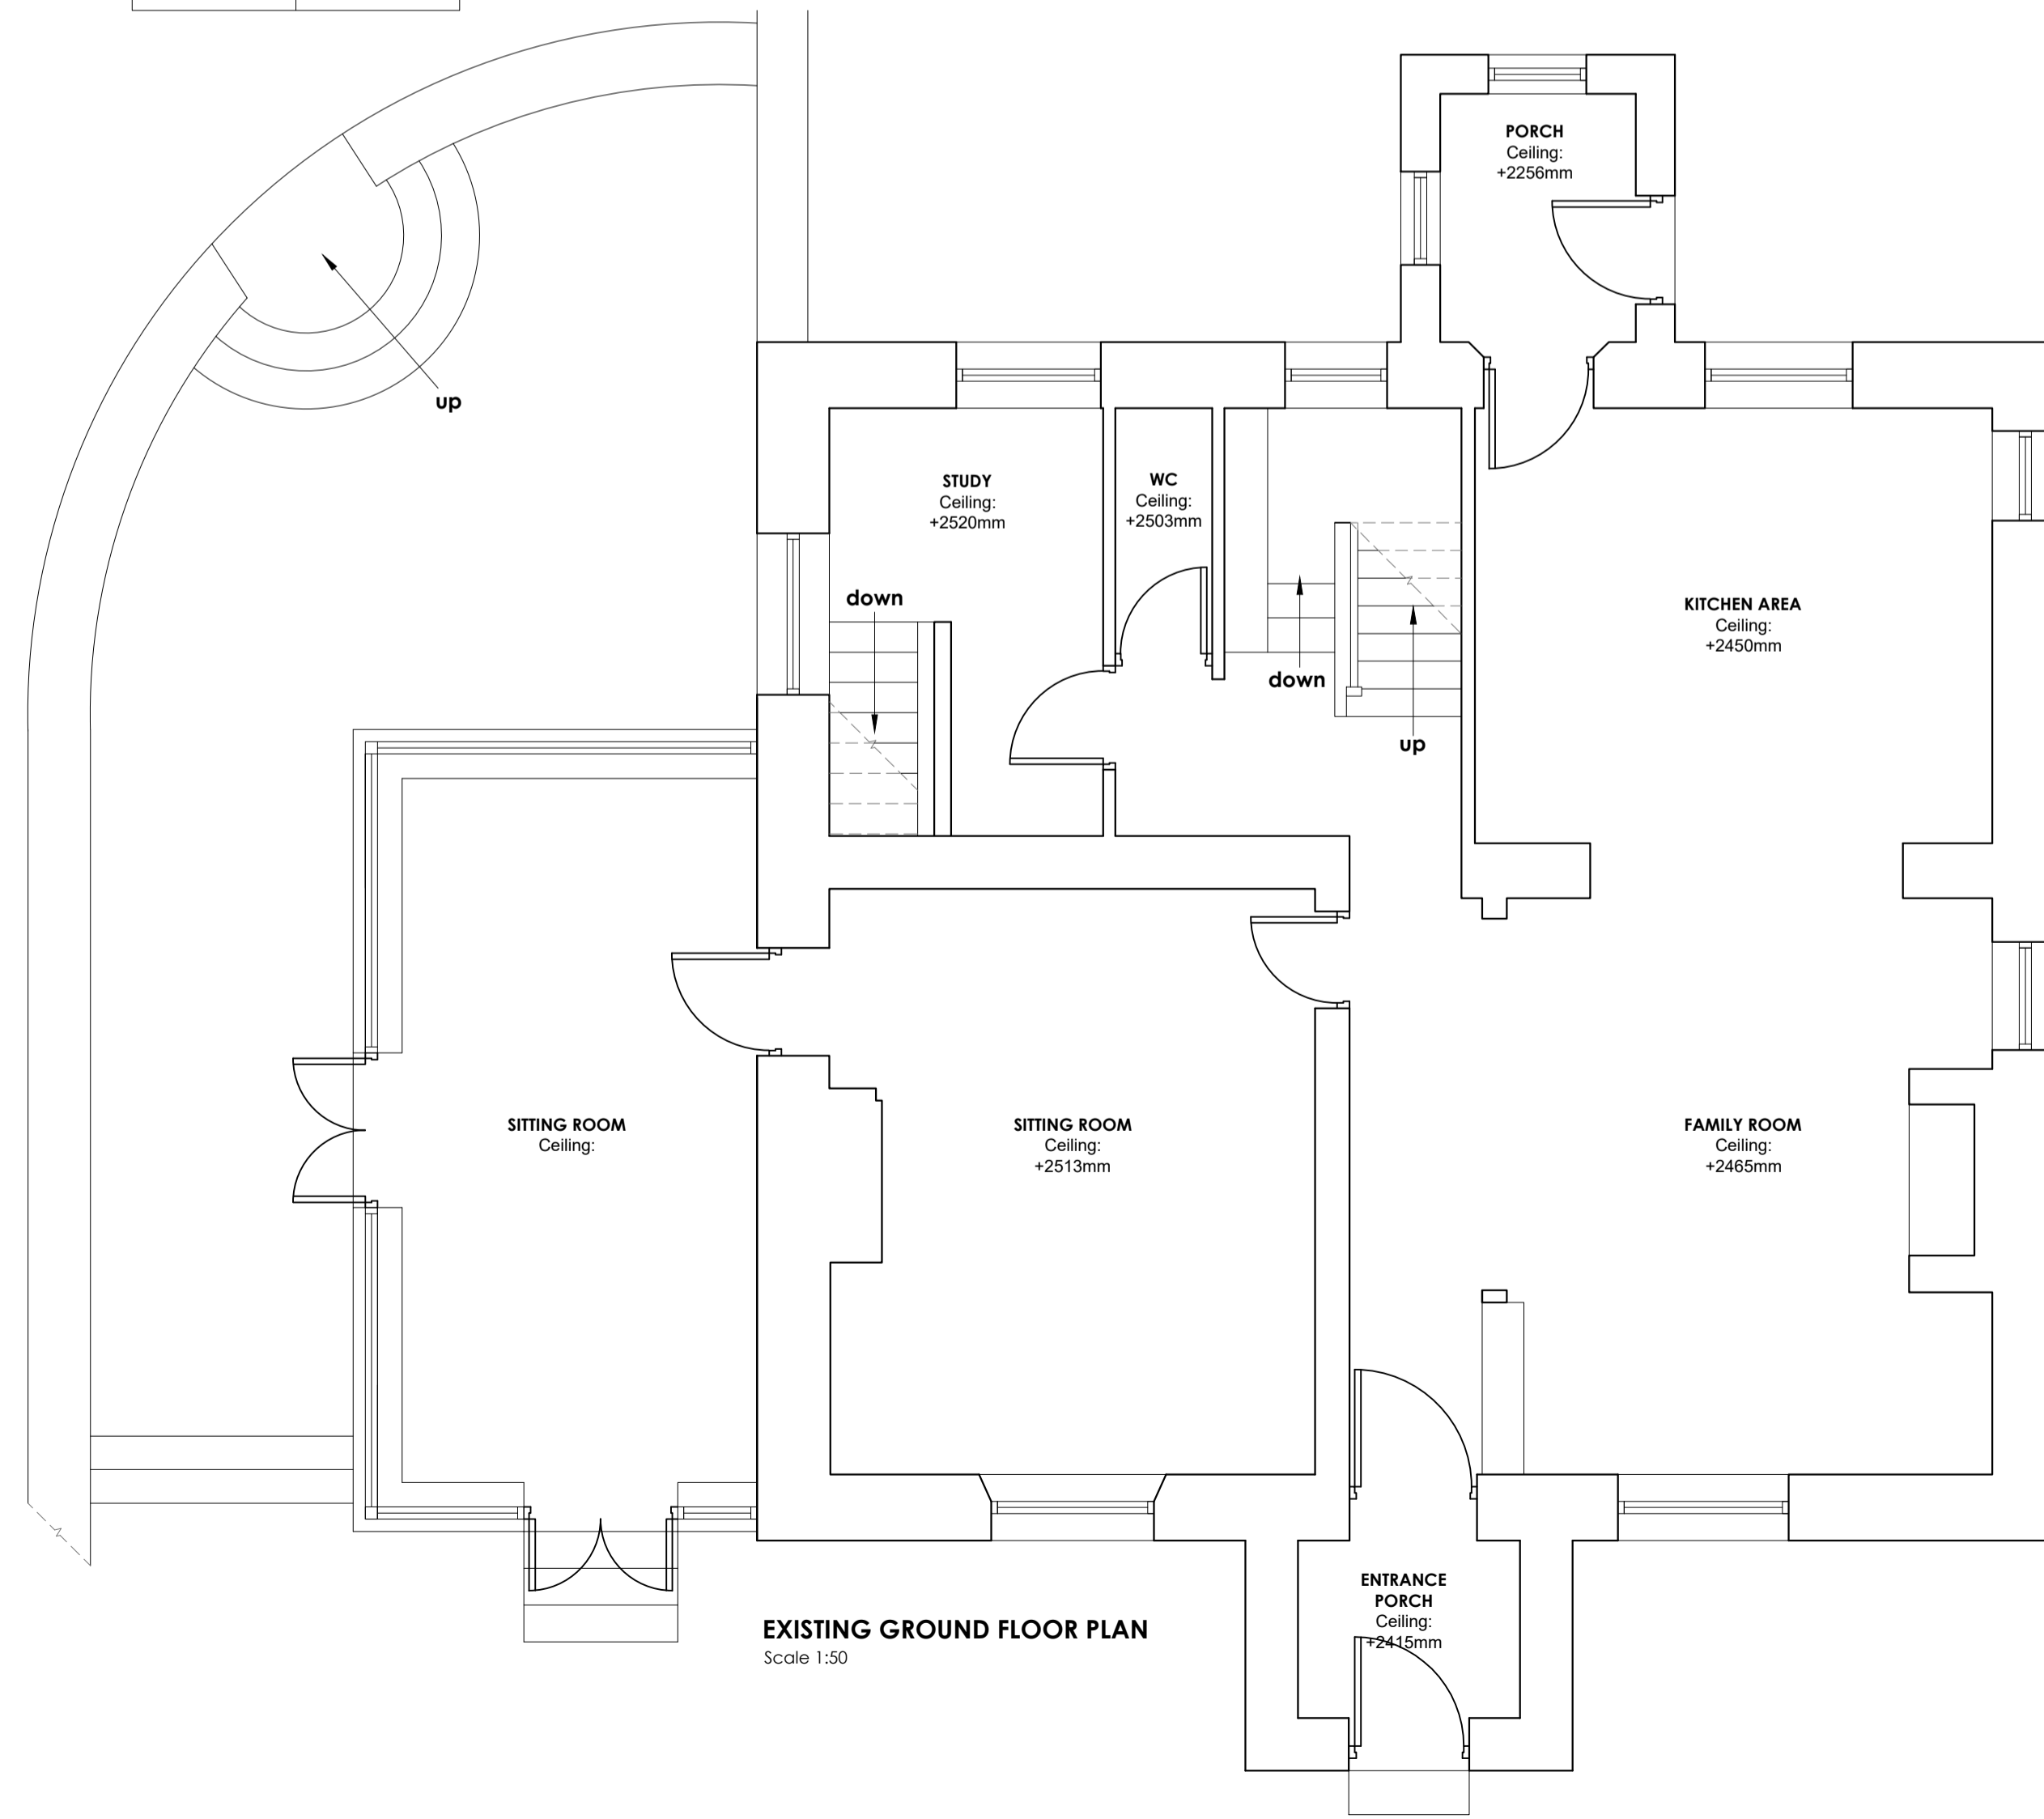 PORCH
Ceiling:
+2256mm
up
STUDY
Ceiling:
+2520mm
WC
Ceiling:
+2503mm
down
down
up
KITCHEN AREA
Ceiling:
+2450mm
SITTING ROOM
Ceiling:
SITTING ROOM
Ceiling:
+2513mm
FAMILY ROOM
Ceiling:
+2465mm
ENTRANCE
PORCH
Ceiling:
+2415mm
EXISTING GROUND FLOOR PLAN
Scale 1:50